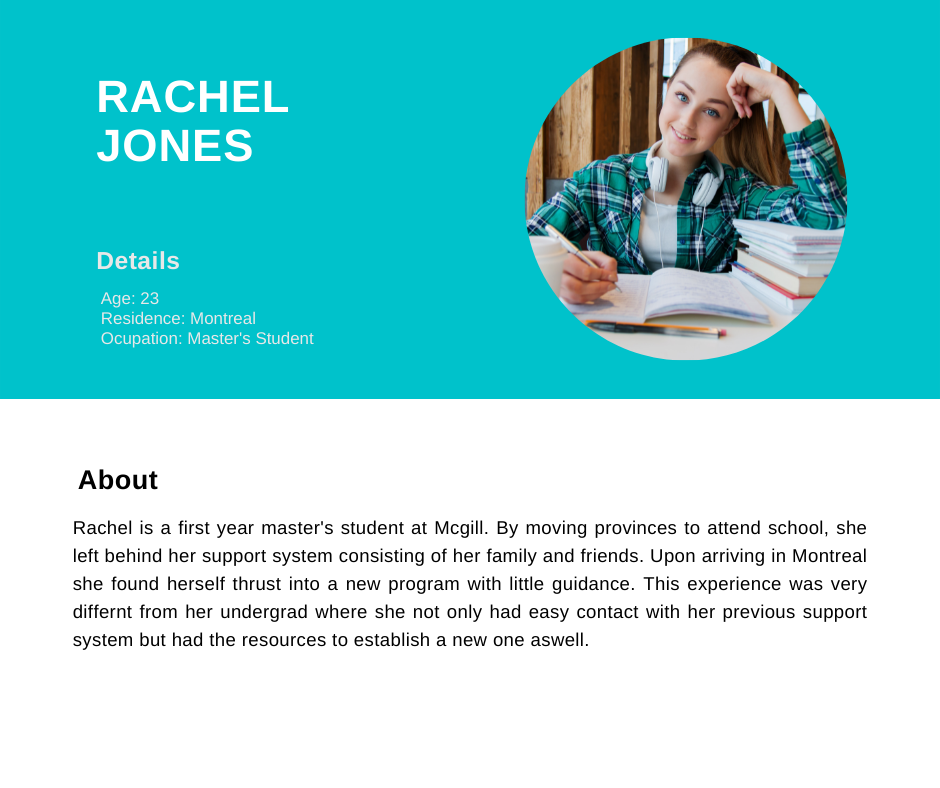 RACHEL
JONES
Details
Age: 23
Residence: Montreal
Ocupation: Master's Student
About
Rachel is a first year master's student at Mcgill. By moving provinces to attend school, she
left behind her support system consisting of her family and friends. Upon arriving in Montreal
she found herself thrust into a new program with little guidance. This experience was very
differnt from her undergrad where she not only had easy contact with her previous support
system but had the resources to establish a new one aswell.